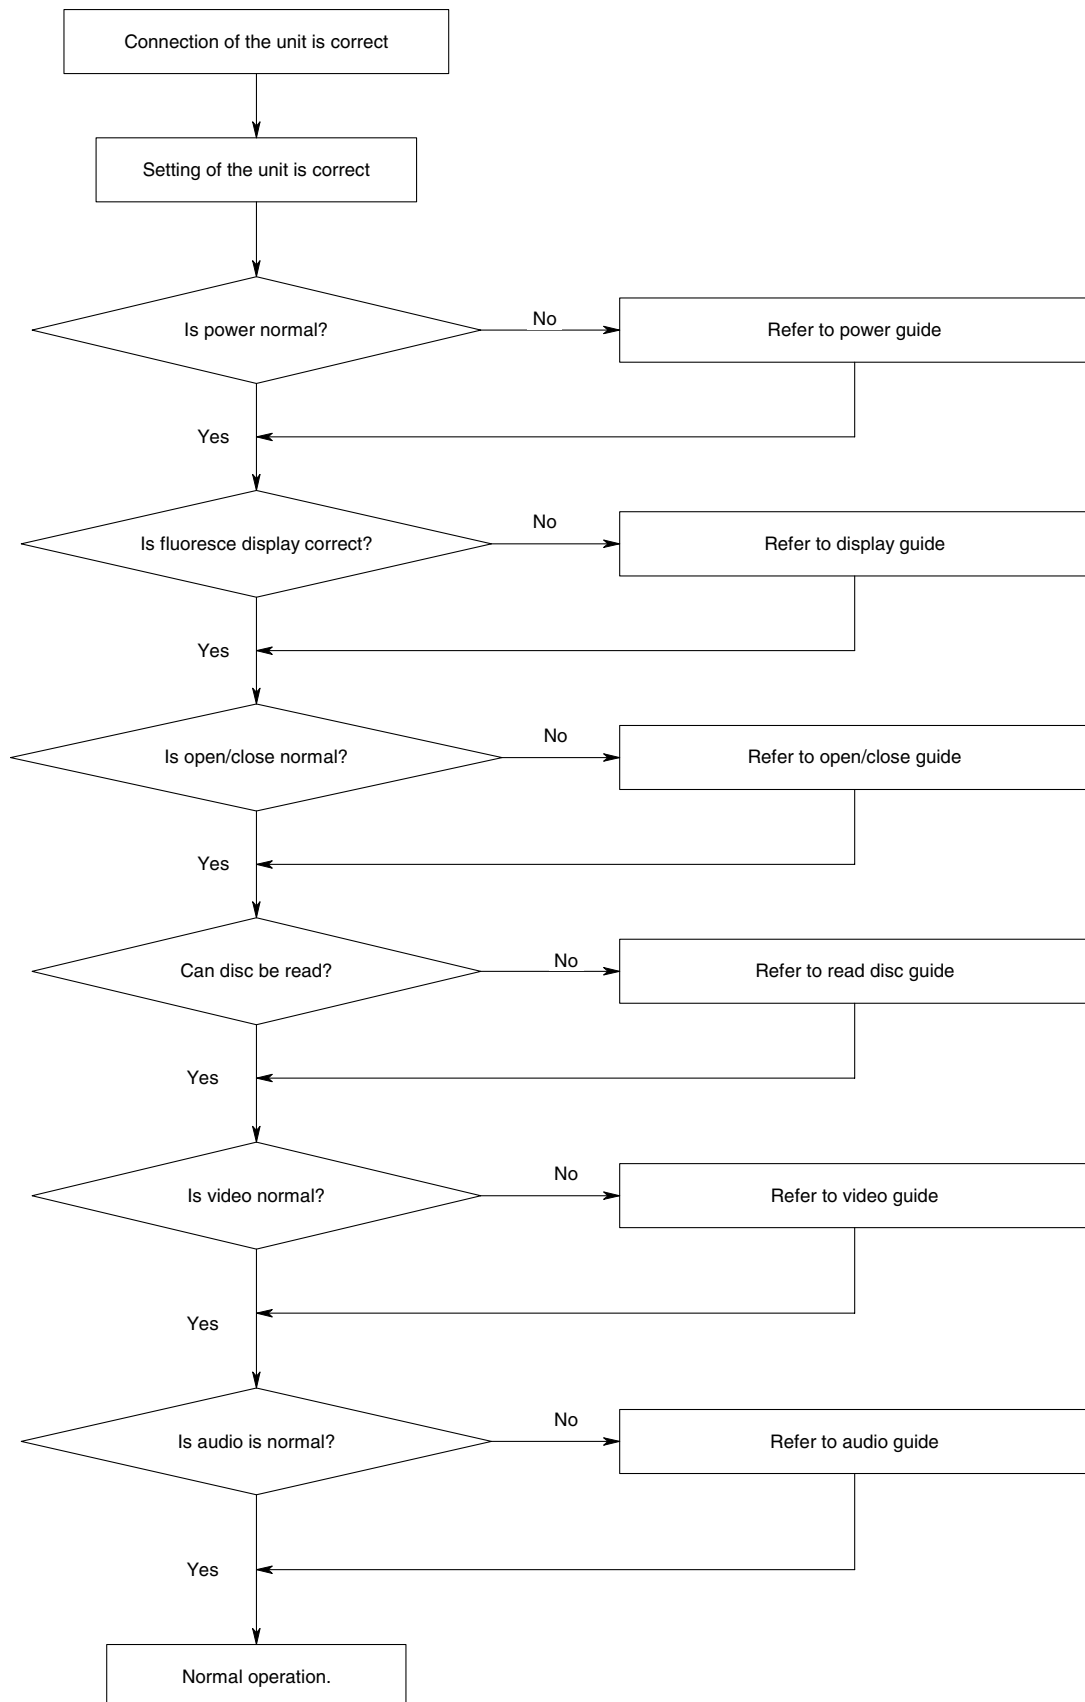 Connection of the unit is correct
Setting of the unit is correct
Is power normal?
No
Refer to power guide
Yes
Is fluoresce display correct?
No
Refer to display guide
Yes
Is open/close normal?
No
Refer to open/close guide
Yes
Can disc be read?
No
Refer to read disc guide
Yes
Is video normal?
No
Refer to video guide
Yes
Is audio is normal?
No
Refer to audio guide
Yes
Normal operation.